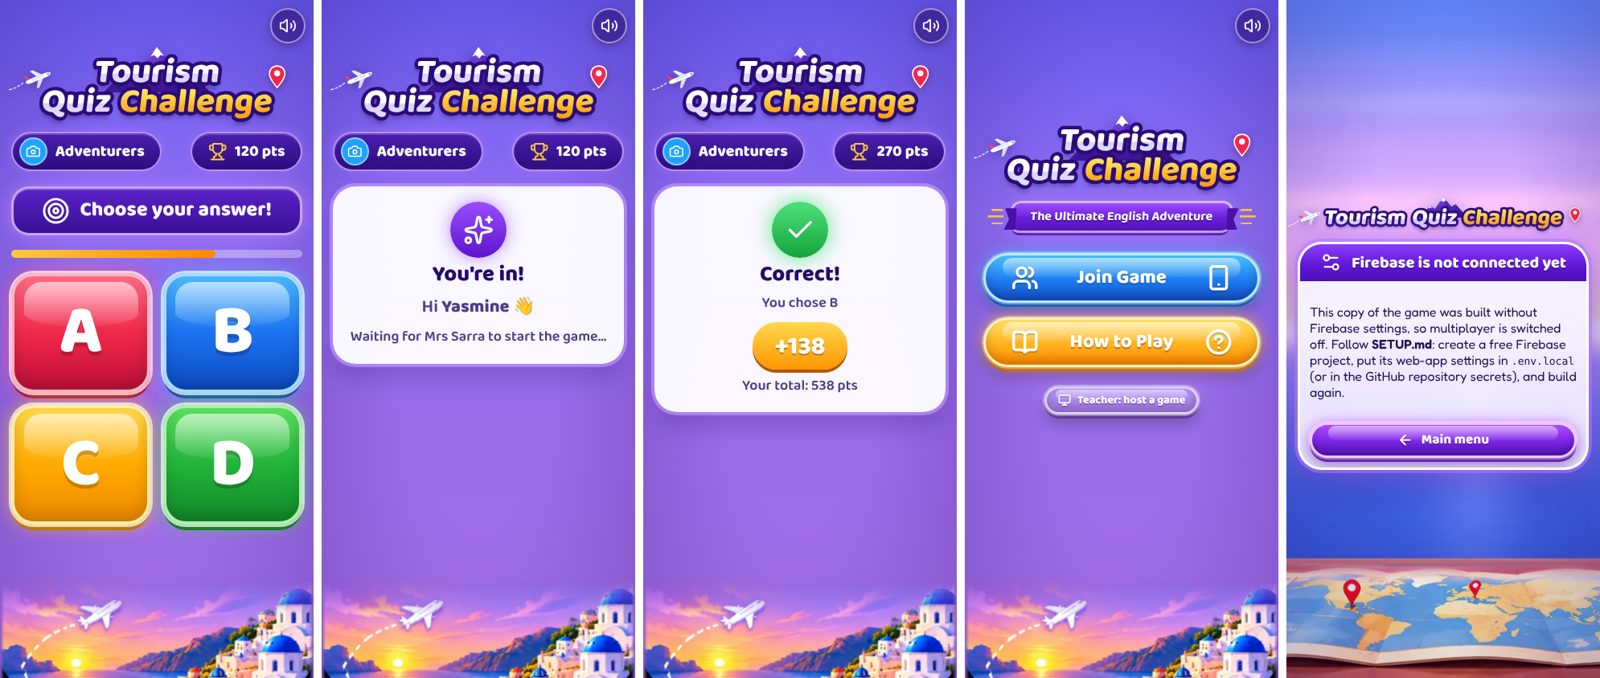 Tourism
Quiz Challenge
Adventurers
120 pts
Choose your answer!
A
B
C
D
Tourism
Quiz Challenge
Adventurers
120 pts
You're in!
Hi Yasmine 👋
Waiting for Mrs Sarra to start the game...
Tourism
Quiz Challenge
Adventurers
270 pts
Correct!
You chose B
+138
Your total: 538 pts
Tourism
Quiz Challenge
The Ultimate English Adventure
Join Game
How to Play
Teacher: host a game
Tourism Quiz Challenge
Firebase is not connected yet
This copy of the game was built without
Firebase settings, so multiplayer is switched
off. Follow SETUP.md: create a free Firebase
project, put its web-app settings in .env.local
(or in the GitHub repository secrets), and build
again.
Main menu